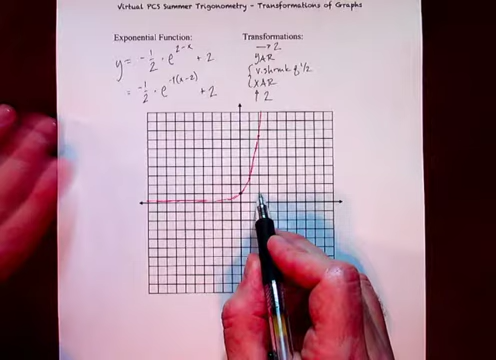 Virtual PCS Summer Trigonometry - Transformations of Graphs
Exponential Function:
y = -1/2 · e^(2-x) + 2
= -1/2 · e^(-1(x-2)) + 2
Transformations:
→ 2
yAR
v. shrink of 1/2
xAR
↑ 2